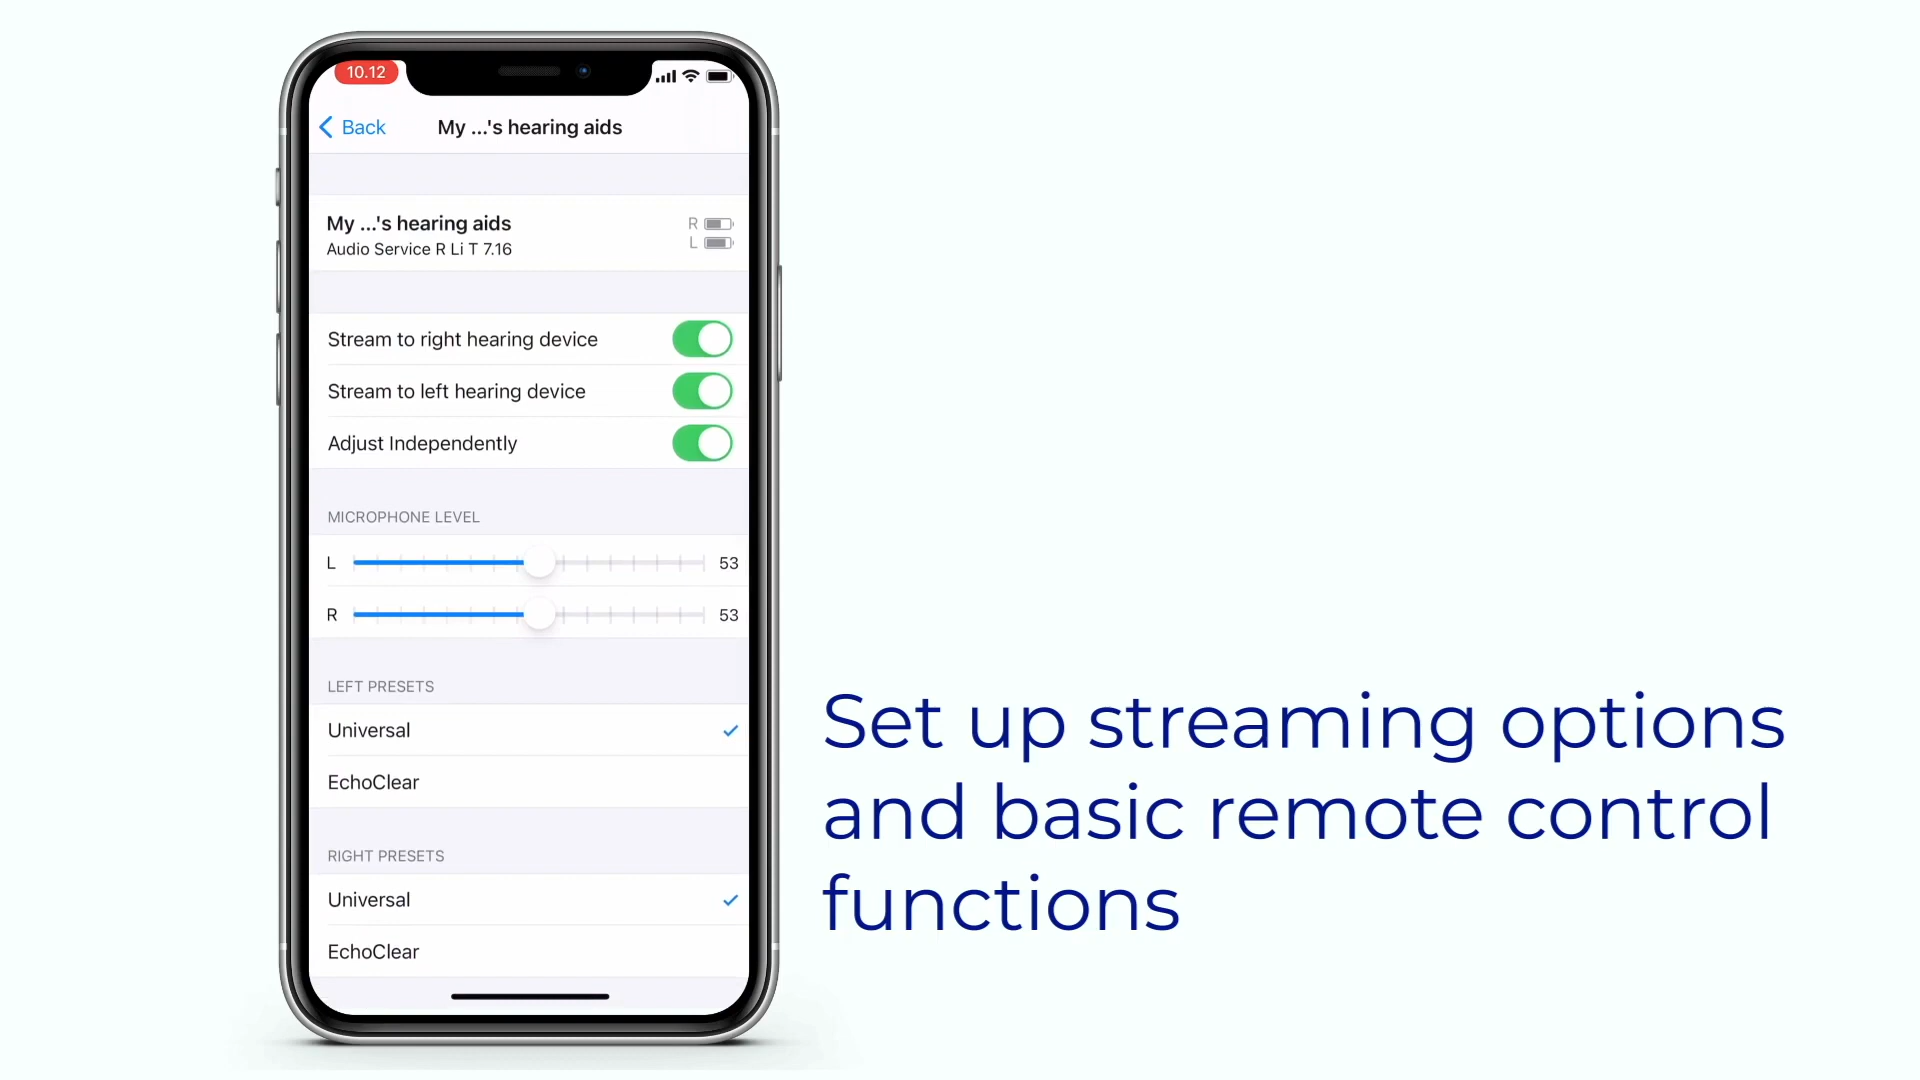 10.12
Back
My ...'s hearing aids
My ...'s hearing aids
R
Audio Service R Li T 7.16
L
Stream to right hearing device
Stream to left hearing device
Adjust Independently
MICROPHONE LEVEL
L 53
R 53
LEFT PRESETS
Universal
EchoClear
RIGHT PRESETS
Universal
EchoClear
Set up streaming options
and basic remote control
functions